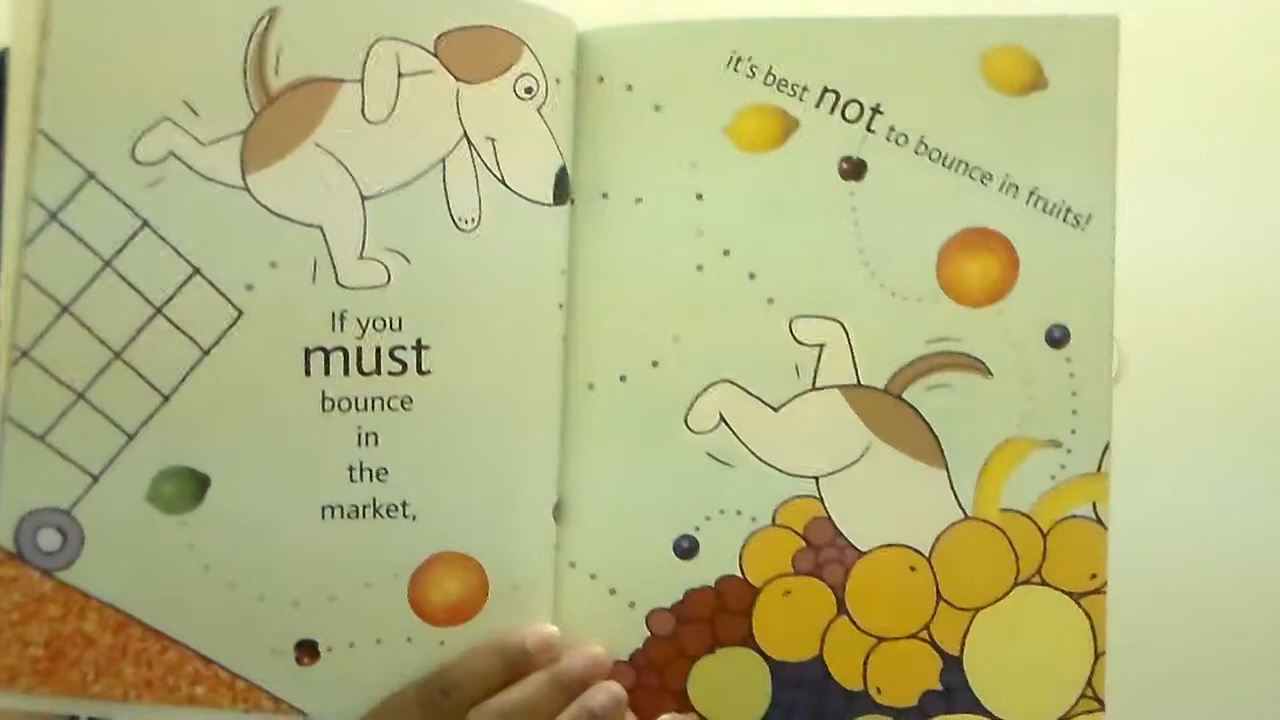 If you
must
bounce
in
the
market,
it's best not to bounce in fruits!